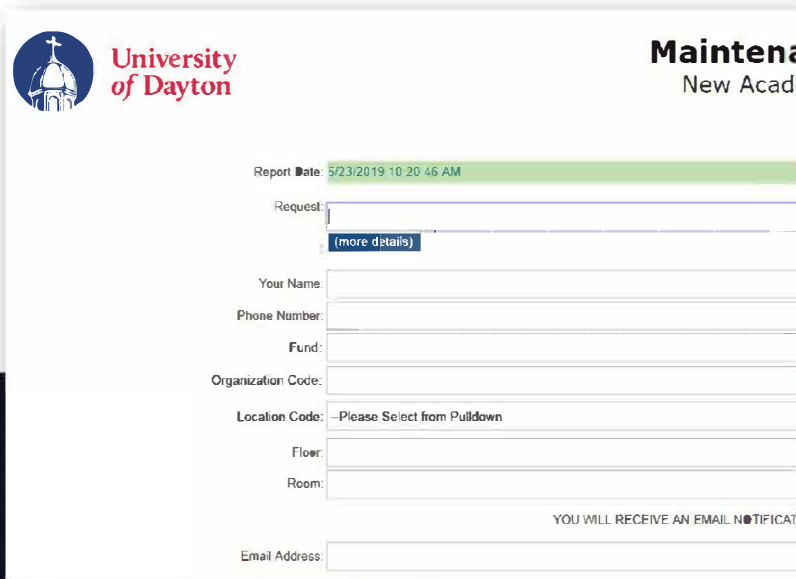 University
of Dayton
Maintena
New Acad
Report Date: 5/23/2019 10 20 46 AM
Request:
(more details)
Your Name:
Phone Number:
Fund:
Organization Code:
Location Code: --Please Select from Pulldown
Floor:
Room:
YOU WILL RECEIVE AN EMAIL NOTIFICAT
Email Address: